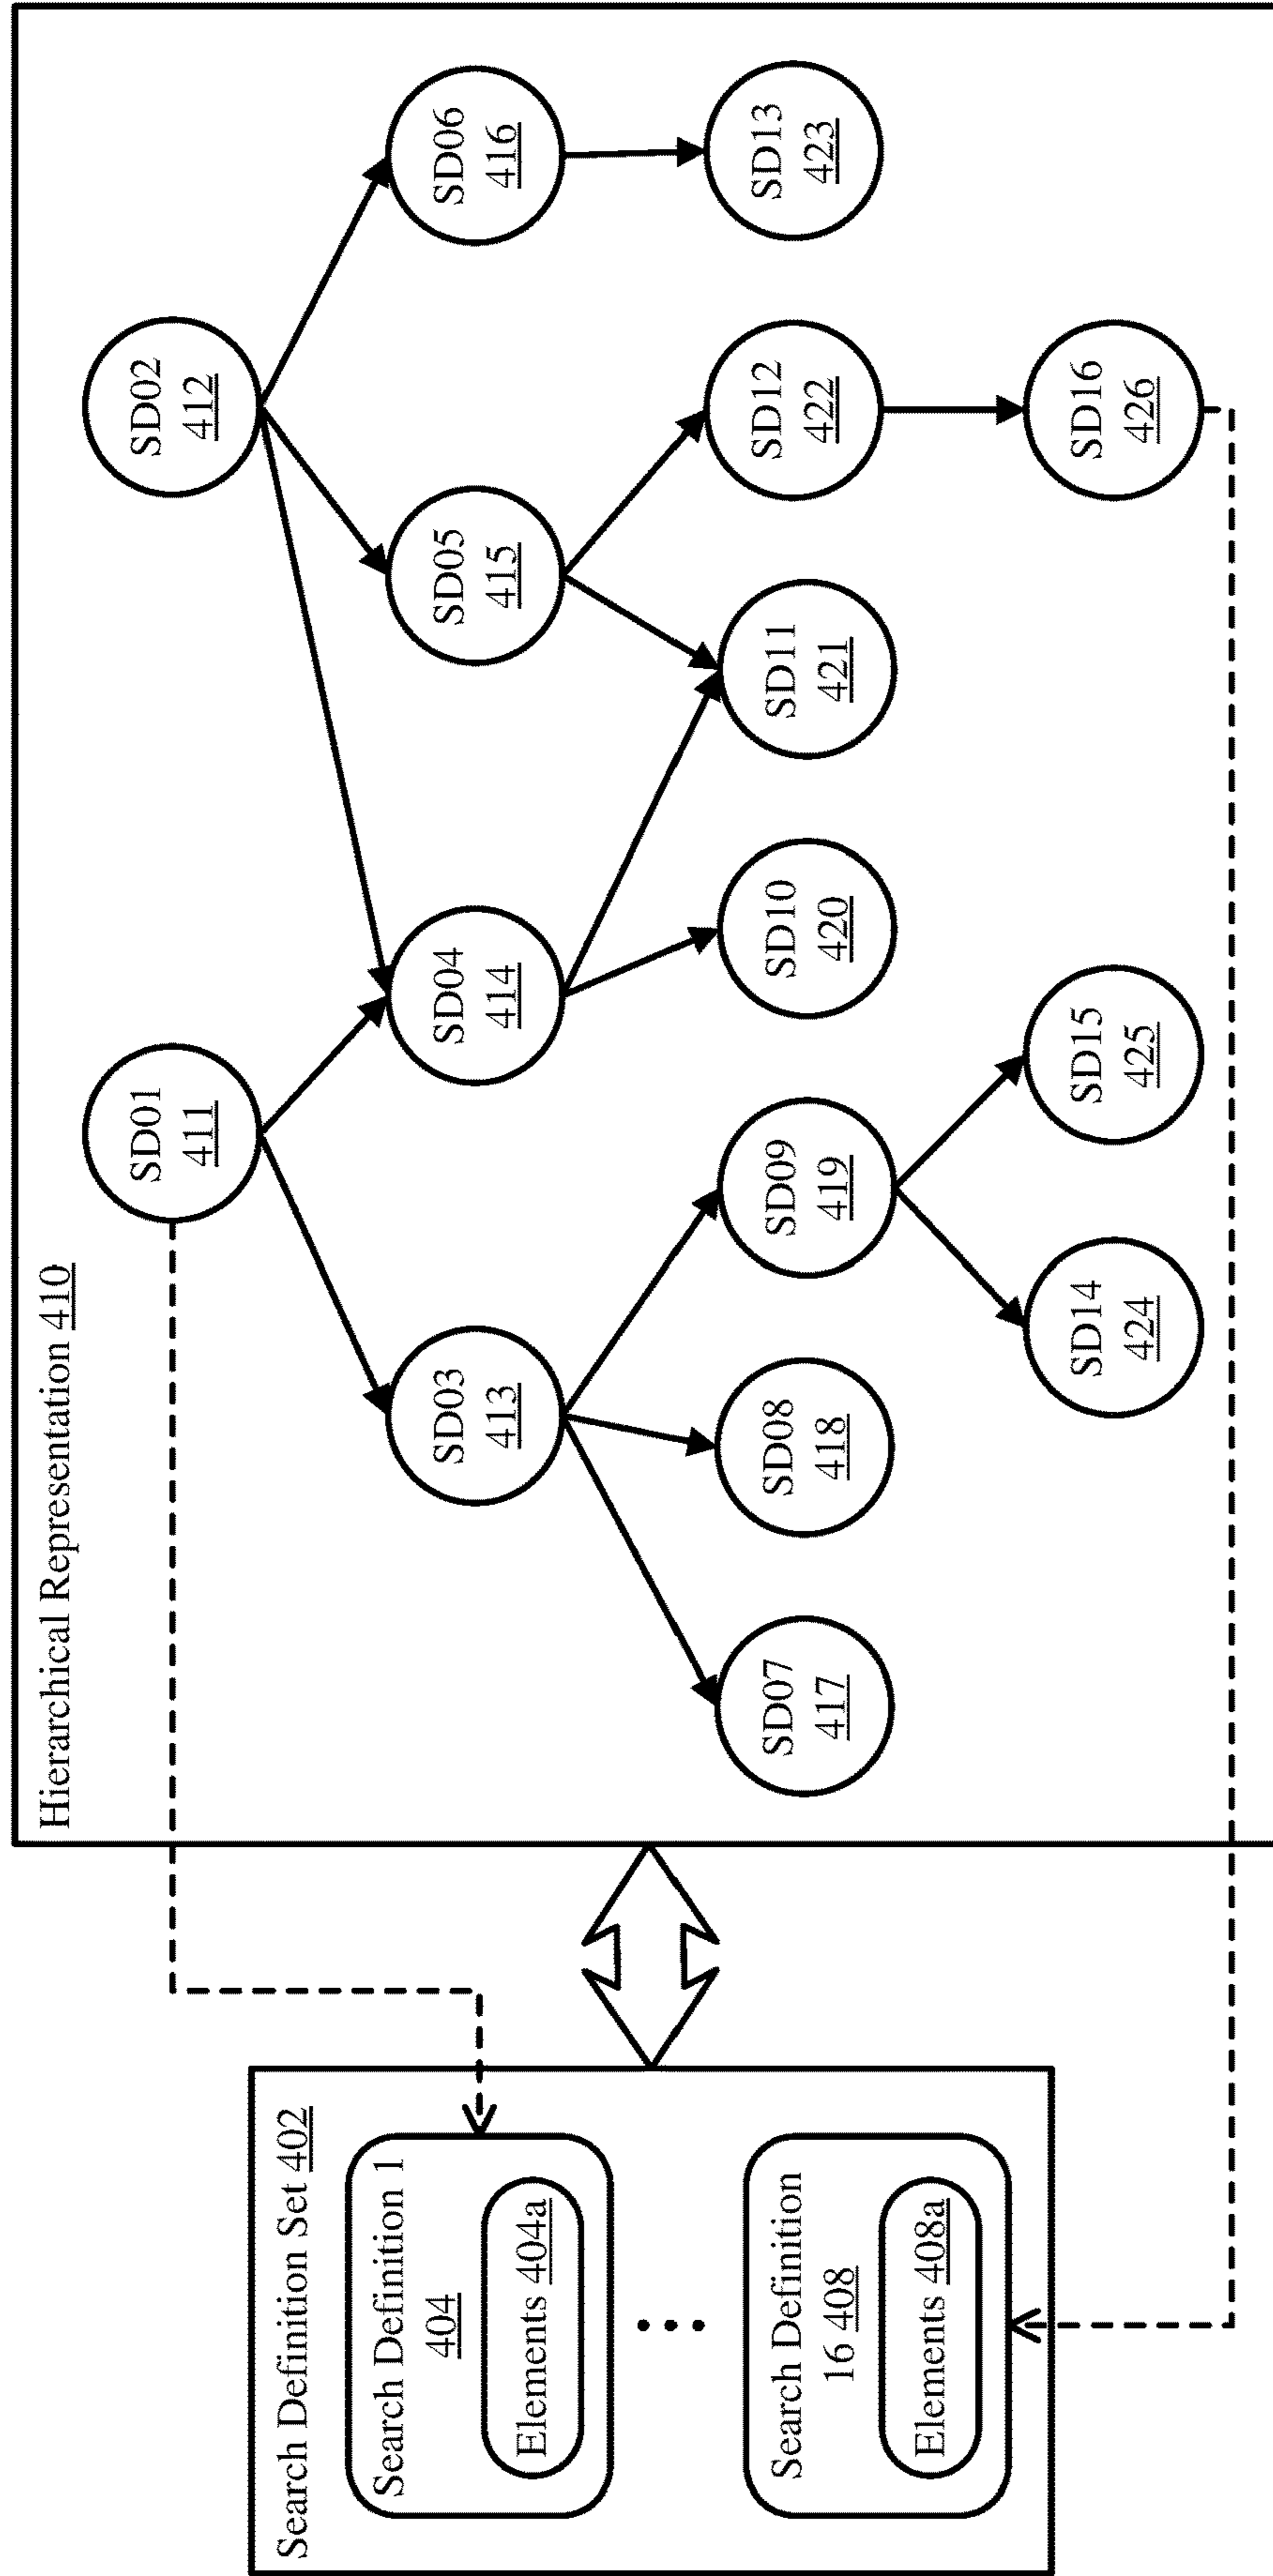 Search Definition Set 402
Search Definition 1
404
Elements 404a
Search Definition
16 408
Elements 408a
Hierarchical Representation 410
SD01
411
SD02
412
SD03
413
SD04
414
SD05
415
SD06
416
SD07
417
SD08
418
SD09
419
SD10
420
SD11
421
SD12
422
SD13
423
SD14
424
SD15
425
SD16
426